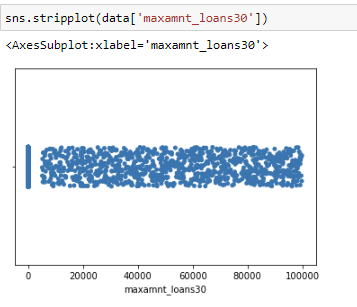 sns.stripplot(data['maxamnt_loans30'])
<AxesSubplot:xlabel='maxamnt_loans30'>
0 20000 40000 60000 80000 100000
maxamnt_loans30